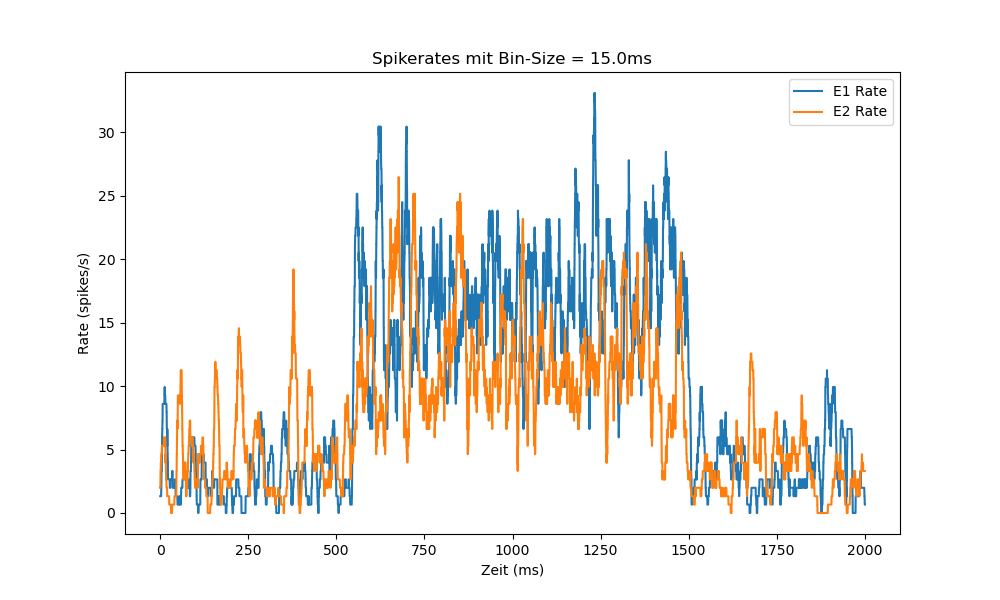 Spikerates mit Bin-Size = 15.0ms
E1 Rate
E2 Rate
Rate (spikes/s)
30
25
20
15
10
5
0
0 250 500 750 1000 1250 1500 1750 2000
Zeit (ms)